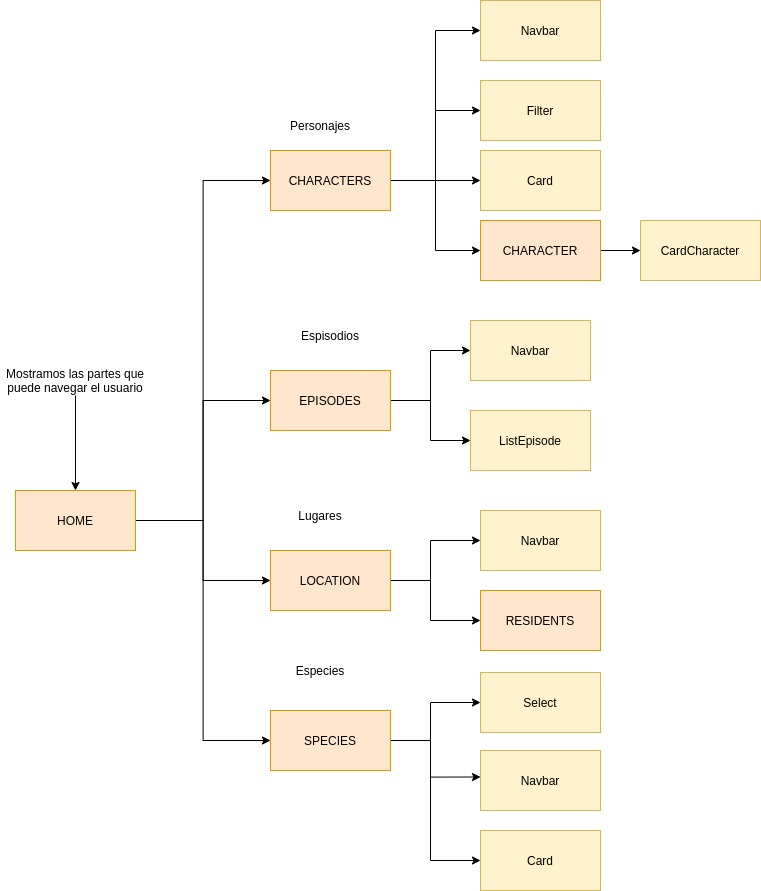 Navbar
Filter
Personajes
CHARACTERS
Card
CHARACTER
CardCharacter
Espisodios
Navbar
EPISODES
ListEpisode
Mostramos las partes que
puede navegar el usuario
HOME
Lugares
Navbar
LOCATION
RESIDENTS
Especies
Select
SPECIES
Navbar
Card